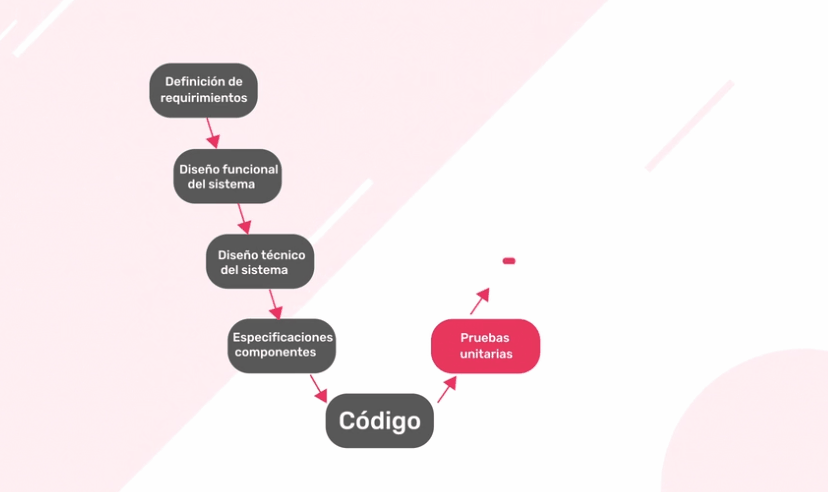 Definición de
requirimientos
Diseño funcional
del sistema
Diseño técnico
del sistema
Especificaciones
componentes
Código
Pruebas
unitarias